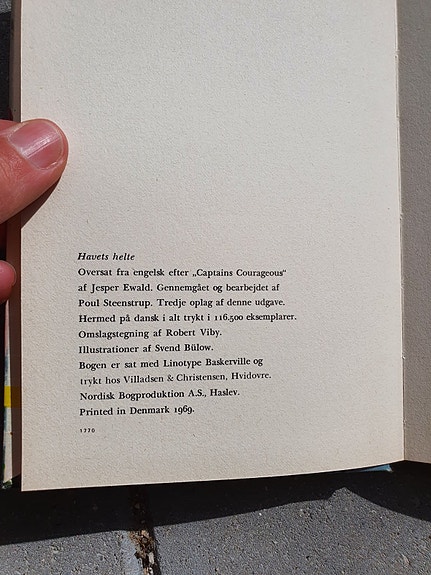 Havets helte
Oversat fra engelsk efter „Captains Courageous“
af Jesper Ewald. Gennemgået og bearbejdet af
Poul Steenstrup. Tredje oplag af denne udgave.
Hermed på dansk i alt trykt i 116.500 eksemplarer.
Omslagstegning af Robert Viby.
Illustrationer af Svend Bülow.
Bogen er sat med Linotype Baskerville og
trykt hos Villadsen & Christensen, Hvidovre.
Nordisk Bogproduktion A.S., Haslev.
Printed in Denmark 1969.
1770